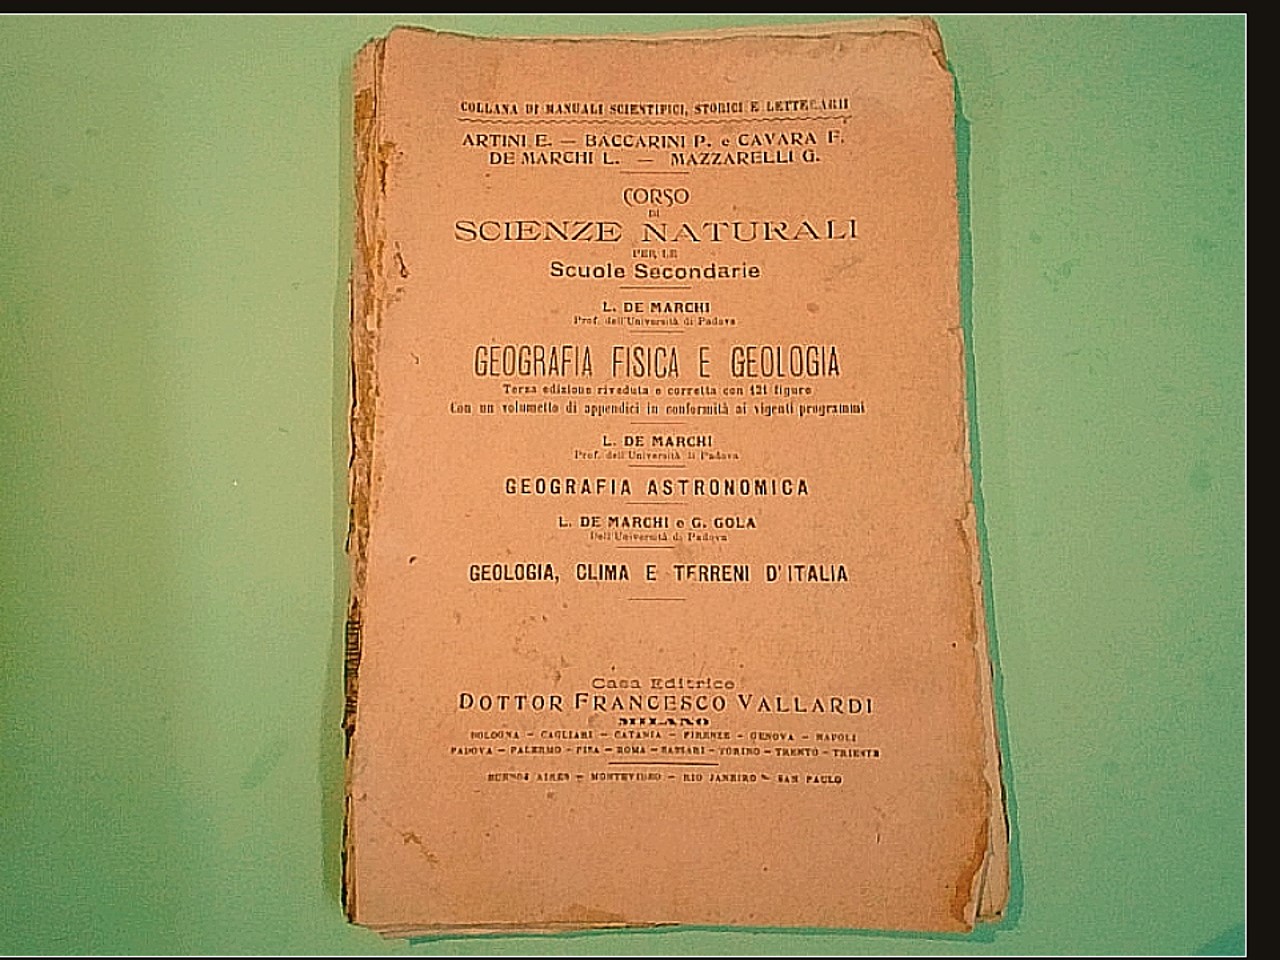 COLLANA DI MANUALI SCIENTIFICI, STORICI E LETTERARII
ARTINI E. — BACCARINI P. e CAVARA F.
DE MARCHI L. — MAZZARELLI G.
CORSO
DI
SCIENZE NATURALI
PER LE
Scuole Secondarie
L. DE MARCHI
Prof. dell'Università di Padova
GEOGRAFIA FISICA E GEOLOGIA
Terza edizione riveduta e corretta con 121 figure
Con un volumetto di appendici in conformità ai vigenti programmi
L. DE MARCHI
Prof. dell'Università di Padova
GEOGRAFIA ASTRONOMICA
L. DE MARCHI e G. GOLA
Dell'Università di Padova
GEOLOGIA, CLIMA E TERRENI D'ITALIA
Casa Editrice
DOTTOR FRANCESCO VALLARDI
MILANO
BOLOGNA – CAGLIARI – CATANIA – FIRENZE – GENOVA – NAPOLI
PADOVA – PALERMO – PISA – ROMA – SASSARI – TORINO – TRENTO – TRIESTE
BUENOS AIRES – MONTEVIDEO – RIO JANEIRO – SAN PAULO